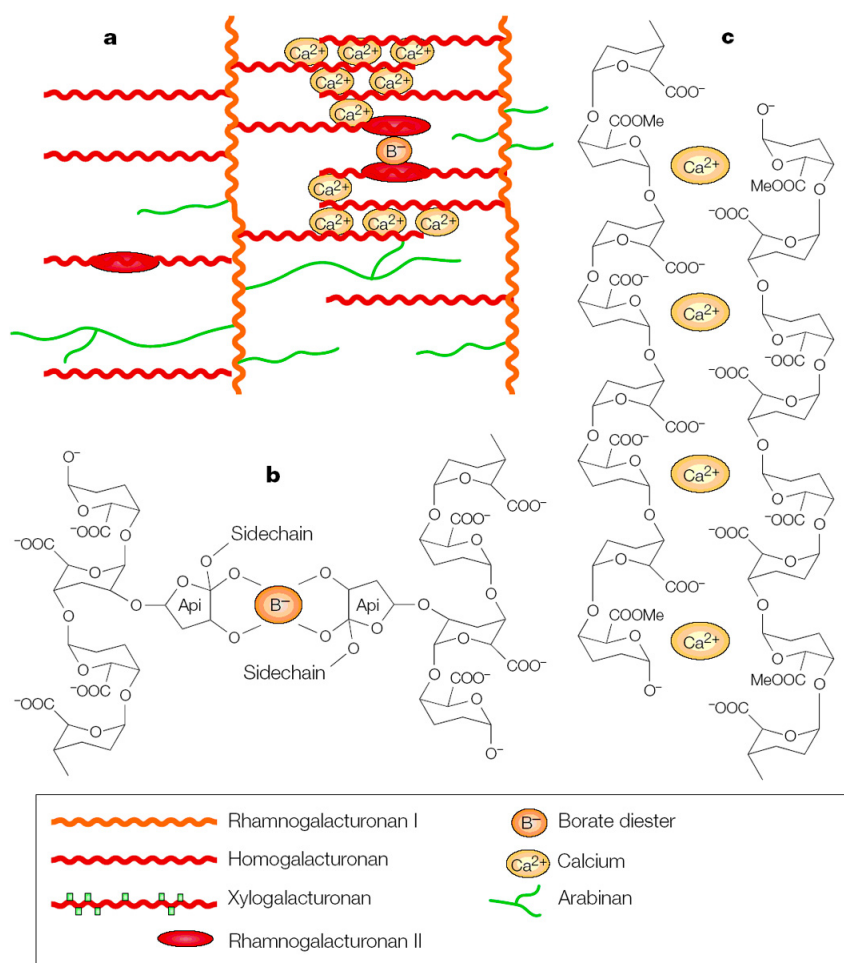 a
c
Ca2+ Ca2+ Ca2+
Ca2+ Ca2+
Ca2+
B–
Ca2+
Ca2+ Ca2+ Ca2+
O
COO–
O
COOMe
O
O
O
O
COO–
COO–
O
O
O
O
COO–
COO–
O
O
O
O
COO–
COOMe
O
O
O
O–
Ca2+
Ca2+
Ca2+
Ca2+
O–
O
MeOOC
O
–OOC
O
O
O
–OOC
O
–OOC
O
O
O
–OOC
O
–OOC
O
O
O
MeOOC
O
–OOC
O
b
O–
O
–OOC
O
–OOC
O
O
O
O
–OOC
O
–OOC
O
Sidechain
O
O
Api
O
O
B–
O
O
Api
O
O
Sidechain
O
O
COO–
COO–
O
O
O
O
COO–
COO–
O
O
O–
Rhamnogalacturonan I
Homogalacturonan
Xylogalacturonan
Rhamnogalacturonan II
B– Borate diester
Ca2+ Calcium
Arabinan